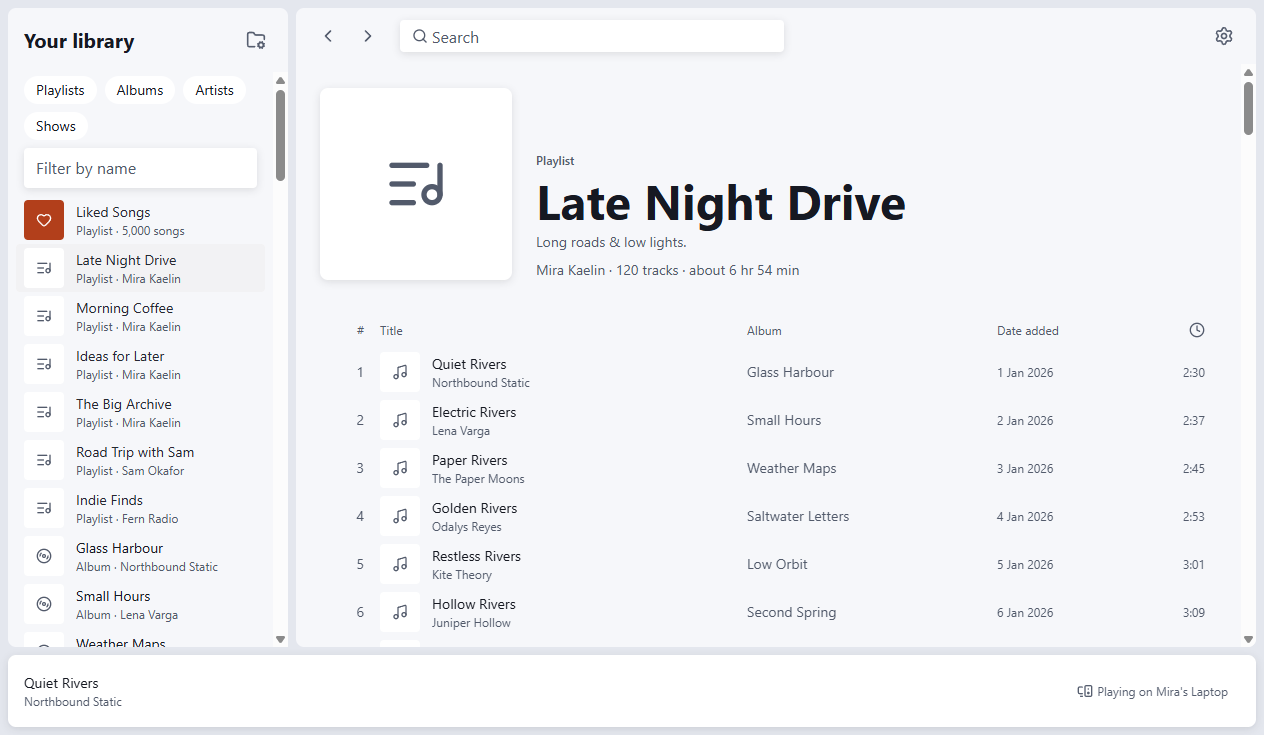 Your library
Playlists
Albums
Artists
Shows
Filter by name
Liked Songs
Playlist · 5,000 songs
Late Night Drive
Playlist · Mira Kaelin
Morning Coffee
Playlist · Mira Kaelin
Ideas for Later
Playlist · Mira Kaelin
The Big Archive
Playlist · Mira Kaelin
Road Trip with Sam
Playlist · Sam Okafor
Indie Finds
Playlist · Fern Radio
Glass Harbour
Album · Northbound Static
Small Hours
Album · Lena Varga
Weather Maps
Search
Playlist
Late Night Drive
Long roads & low lights.
Mira Kaelin · 120 tracks · about 6 hr 54 min
# Title Album Date added
1 Quiet Rivers Glass Harbour 1 Jan 2026 2:30
Northbound Static
2 Electric Rivers Small Hours 2 Jan 2026 2:37
Lena Varga
3 Paper Rivers Weather Maps 3 Jan 2026 2:45
The Paper Moons
4 Golden Rivers Saltwater Letters 4 Jan 2026 2:53
Odalys Reyes
5 Restless Rivers Low Orbit 5 Jan 2026 3:01
Kite Theory
6 Hollow Rivers Second Spring 6 Jan 2026 3:09
Juniper Hollow
Quiet Rivers
Northbound Static
Playing on Mira's Laptop